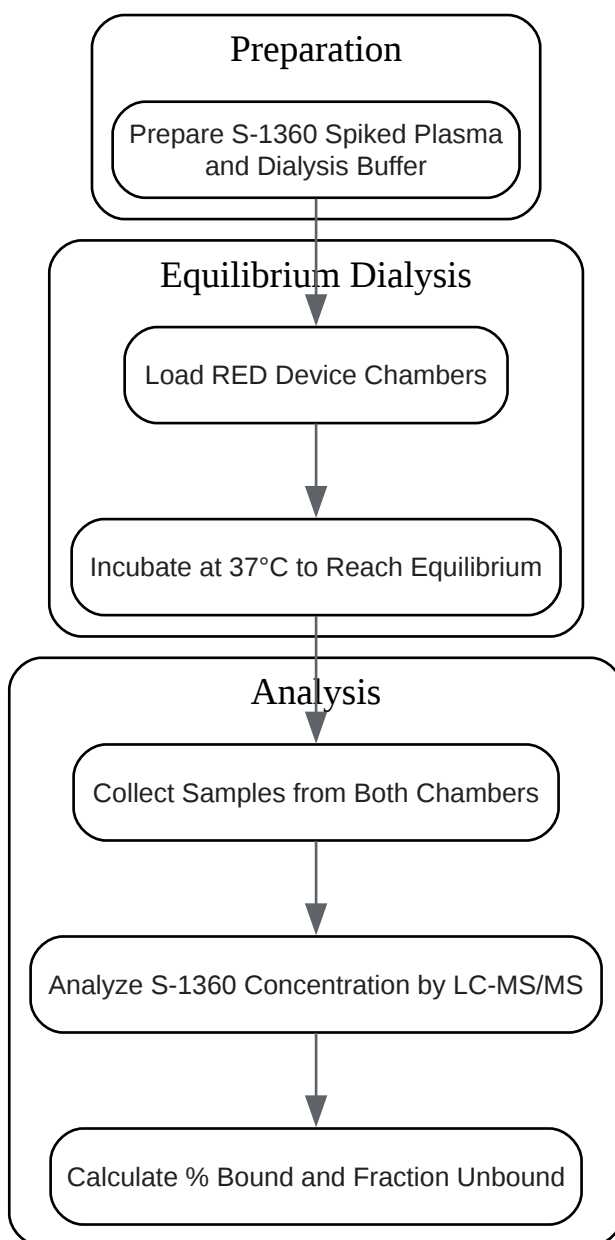 Preparation
Prepare S-1360 Spiked Plasma
and Dialysis Buffer
Equilibrium Dialysis
Load RED Device Chambers
Incubate at 37°C to Reach Equilibrium
Analysis
Collect Samples from Both Chambers
Analyze S-1360 Concentration by LC-MS/MS
Calculate % Bound and Fraction Unbound